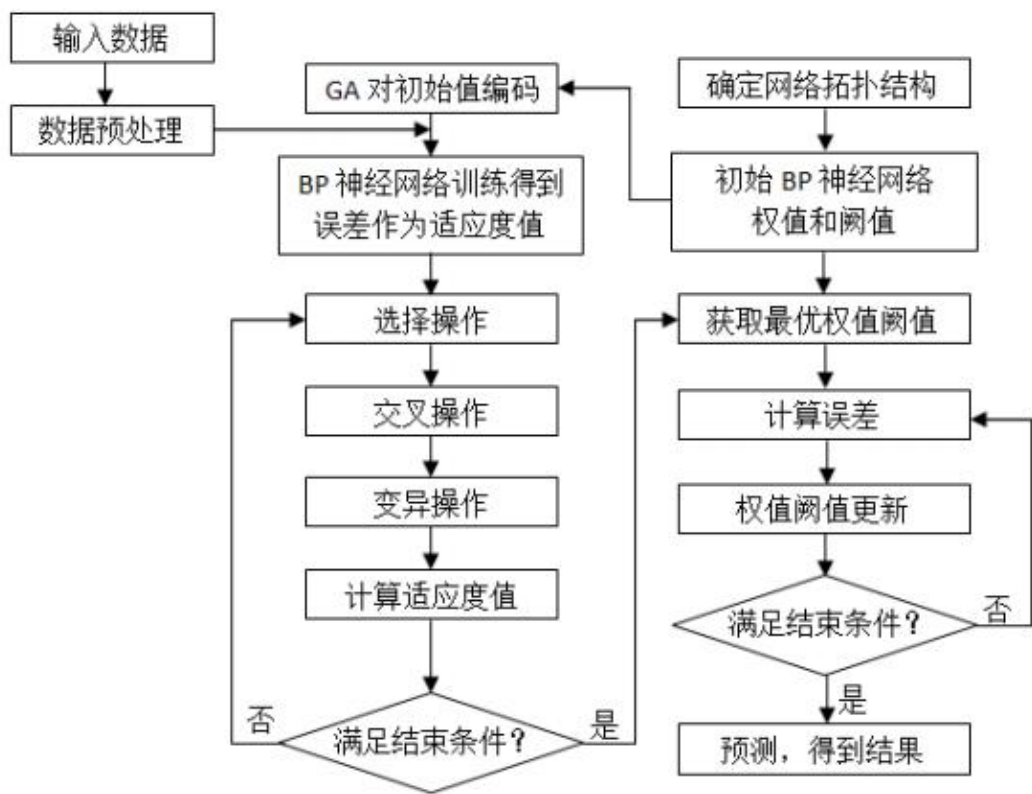 输入数据
数据预处理
GA 对初始值编码
BP 神经网络训练得到
误差作为适应度值
选择操作
交叉操作
变异操作
计算适应度值
满足结束条件？
否
是
确定网络拓扑结构
初始 BP 神经网络
权值和阙值
获取最优权值阙值
计算误差
权值阙值更新
满足结束条件？
否
是
预测，得到结果